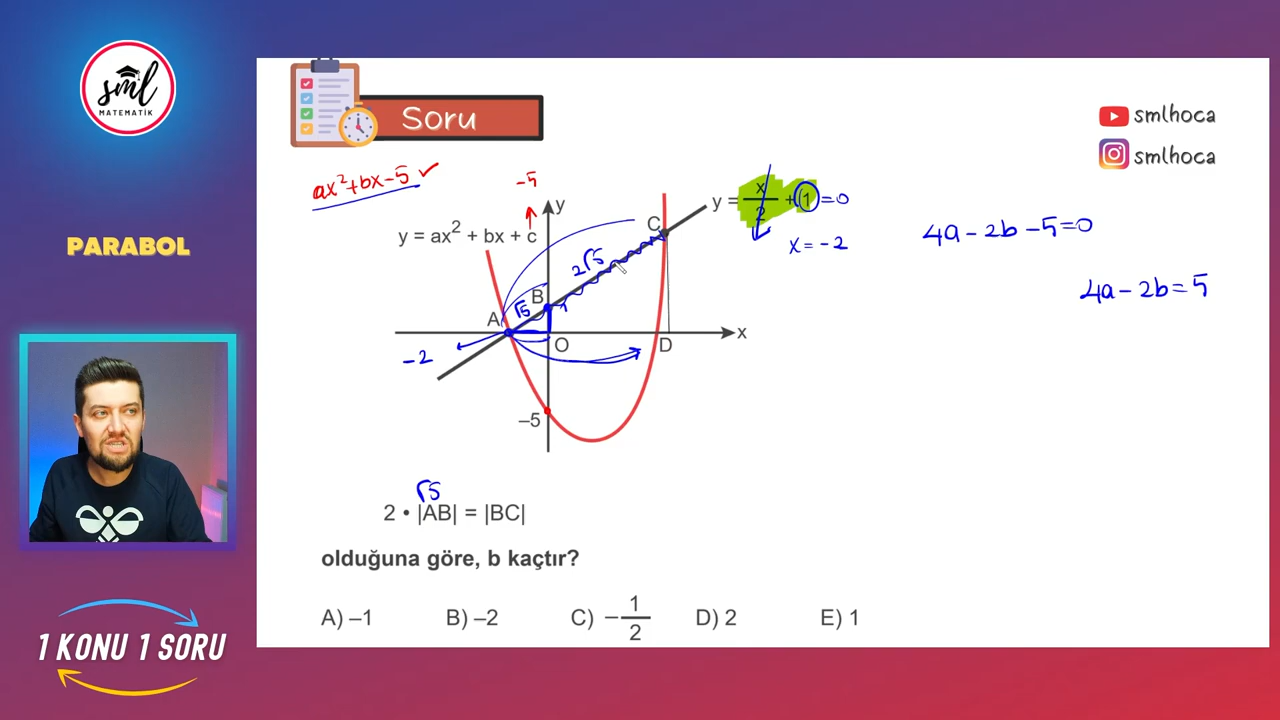 sml
MATEMATİK
Soru
smlhoca
smlhoca
PARABOL
ax² + bx - 5 ✓
-5
y
y = ax² + bx + c
C
y = x/2 + 1 = 0
x = -2
4a - 2b - 5 = 0
4a - 2b = 5
2√5
B
√5
1
A
-2
O
D
x
–5
√5
2 • |AB| = |BC|
olduğuna göre, b kaçtır?
A) –1 B) –2 C) –1/2 D) 2 E) 1
1 KONU 1 SORU